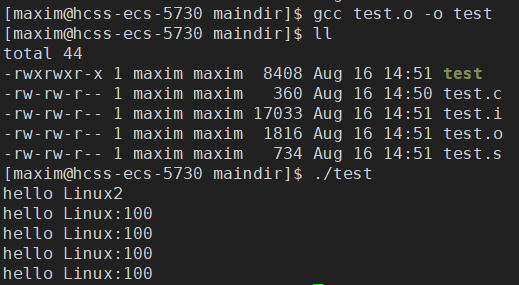 [maxim@hcss-ecs-5730 maindir]$ gcc test.o -o test
[maxim@hcss-ecs-5730 maindir]$ ll
total 44
-rwxrwxr-x 1 maxim maxim  8408 Aug 16 14:51 test
-rw-rw-r-- 1 maxim maxim   360 Aug 16 14:50 test.c
-rw-rw-r-- 1 maxim maxim 17033 Aug 16 14:51 test.i
-rw-rw-r-- 1 maxim maxim  1816 Aug 16 14:51 test.o
-rw-rw-r-- 1 maxim maxim   734 Aug 16 14:51 test.s
[maxim@hcss-ecs-5730 maindir]$ ./test
hello Linux2
hello Linux:100
hello Linux:100
hello Linux:100
hello Linux:100